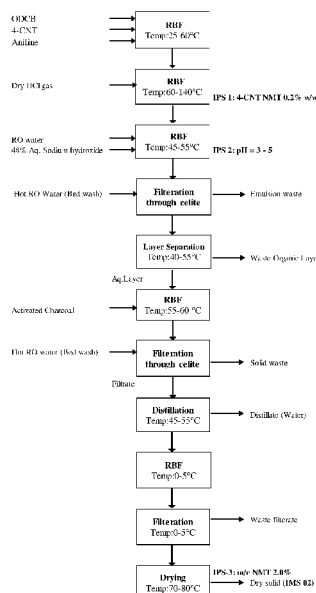 ODCB
4-CNT
Aniline
RBF
Temp:25-60°C
Dry HCl gas
RBF
Temp:60-140°C
IPS 1: 4-CNT NMT 0.2% w/w
RO water
48% Aq. Sodium hydroxide
RBF
Temp:45-55°C
IPS 2: pH = 3 - 5
Hot RO Water (Bed wash)
Filteration
through celite
Emulsion waste
Layer Separation
Temp:40-55°C
Waste Organic Laye
Aq.Layer
Activated Charcoal
RBF
Temp:55-60 °C
Hot RO water (Bed wash)
Filteration
through celite
Solid waste
Filtrate
Distillation
Temp:45-55°C
Distillate (Water)
RBF
Temp:0-5°C
Filteration
Temp:0-5°C
Waste filterate
IPS-3: m/c NMT 2.0%
Drying
Temp:70-80°C
Dry solid (IMS 02)